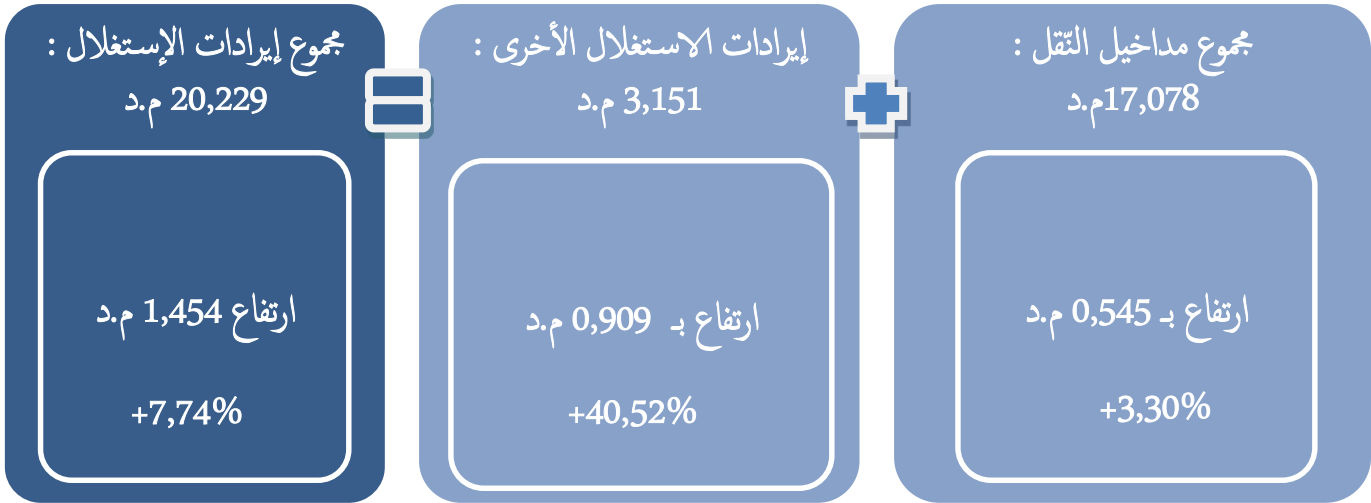 مجموع مداخيل النّقل :
17,078م.د
ارتفاع بـ 0,545 م.د
+3,30%
إيرادات الاستغلال الأخرى :
3,151 م.د
ارتفاع بـ 0,909 م.د
+40,52%
مجموع إيرادات الإستغلال :
20,229 م.د
ارتفاع 1,454 م.د
+7,74%